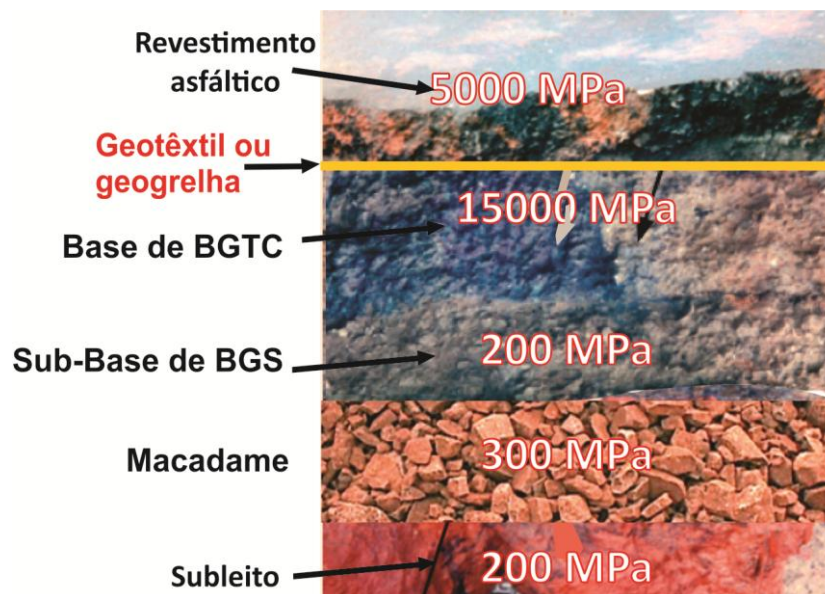 Revestimento
asfáltico
5000 MPa
Geotêxtil ou
geogrelha
15000 MPa
Base de BGTC
Sub-Base de BGS
200 MPa
Macadame
300 MPa
Subleito
200 MPa